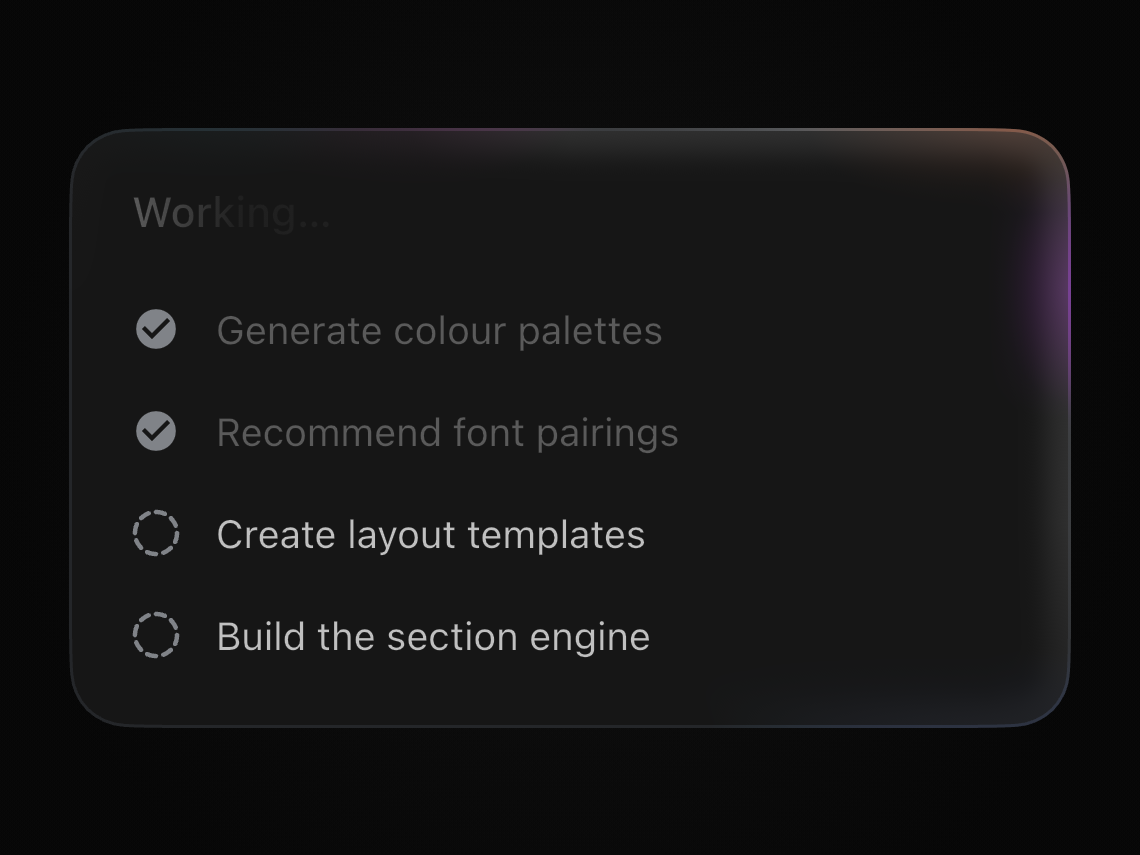 Working...
Generate colour palettes
Recommend font pairings
Create layout templates
Build the section engine